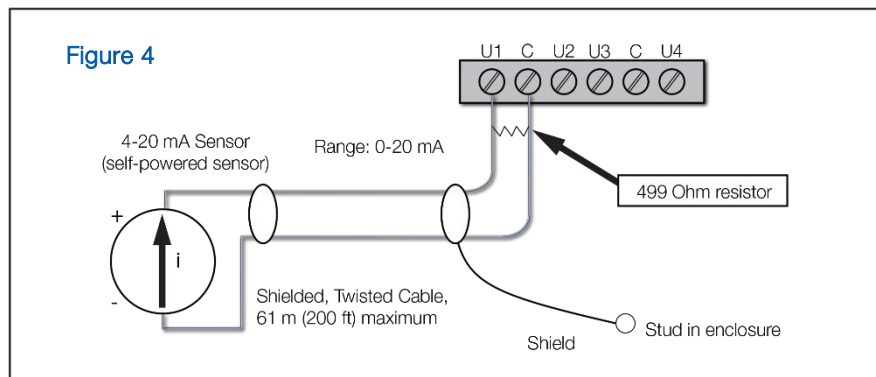 Figure 4
U1 C U2 U3 C U4
4-20 mA Sensor
(self-powered sensor)
Range: 0-20 mA
499 Ohm resistor
+
i
-
Shielded, Twisted Cable,
61 m (200 ft) maximum
Stud in enclosure
Shield